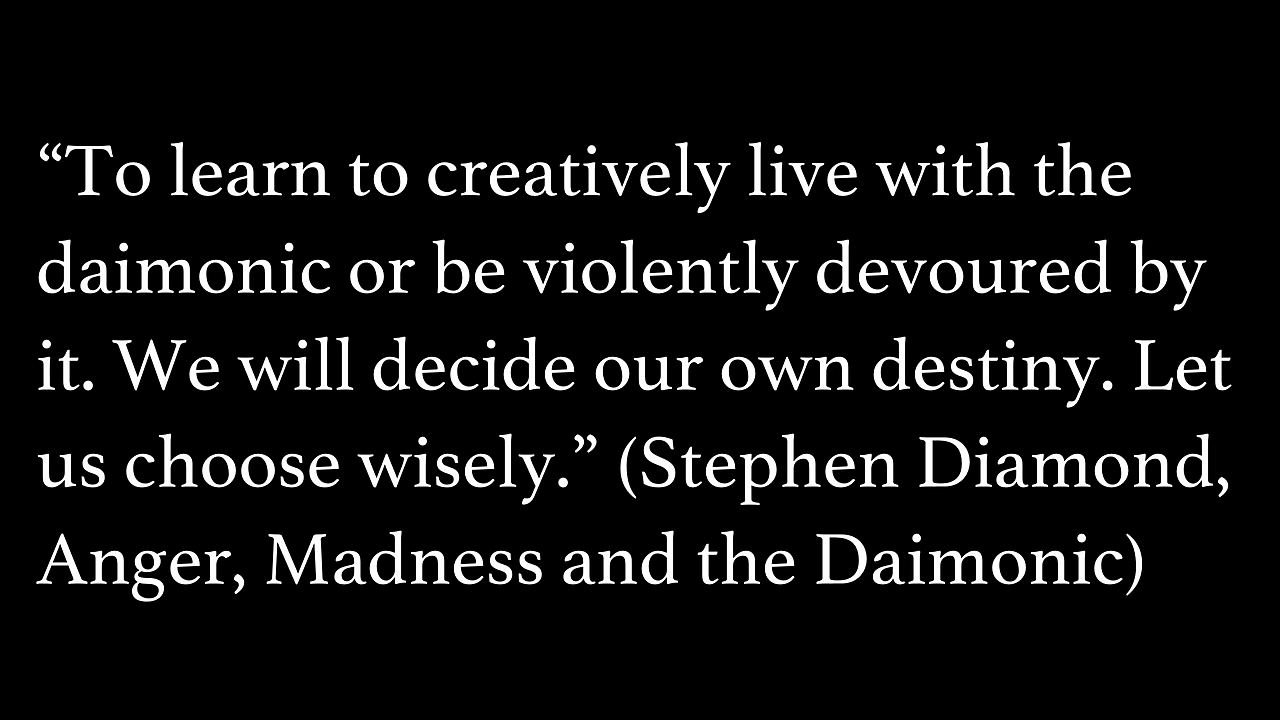 “To learn to creatively live with the
daimonic or be violently devoured by
it. We will decide our own destiny. Let
us choose wisely.” (Stephen Diamond,
Anger, Madness and the Daimonic)